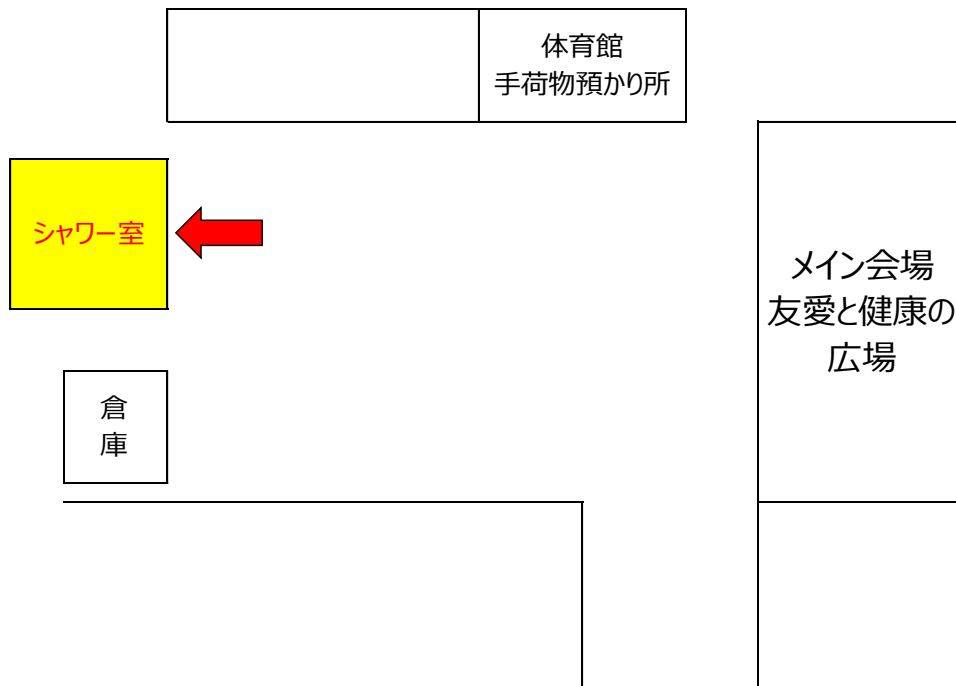 体育館
手荷物預かり所
シャワー室
メイン会場
友愛と健康の
広場
倉
庫